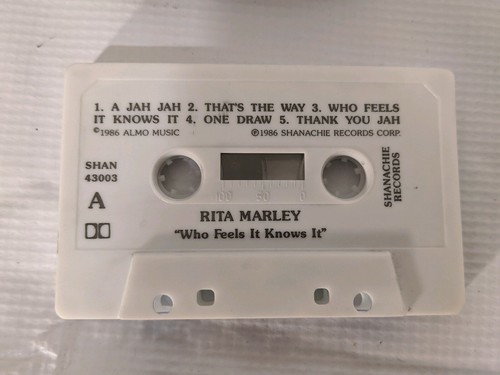 1. A JAH JAH 2. THAT'S THE WAY 3. WHO FEELS
IT KNOWS IT 4. ONE DRAW 5. THANK YOU JAH
©1986 ALMO MUSIC ℗1986 SHANACHIE RECORDS CORP.
SHAN
43003
A
SHANACHIE
RECORDS
100 50 0
RITA MARLEY
"Who Feels It Knows It"